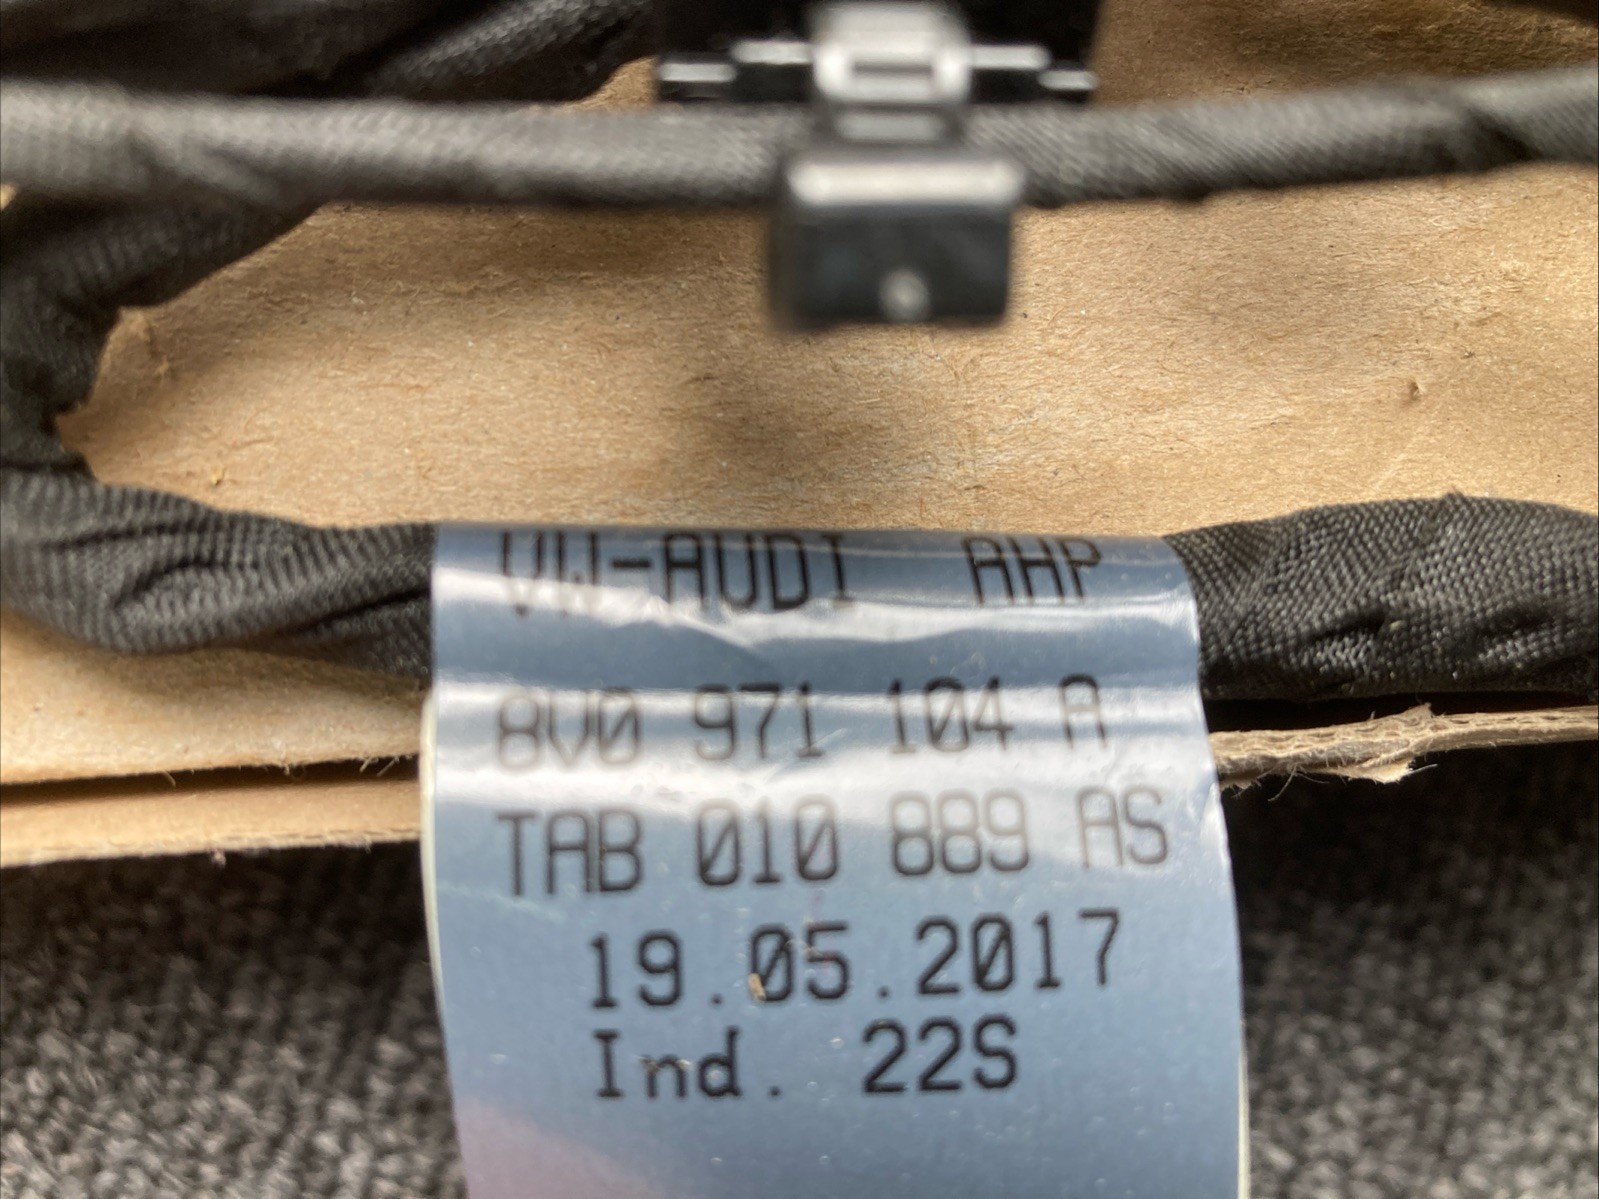 VW-AUDI AHP
8V0 971 104 A
TAB 010 889 AS
19.05.2017
Ind. 22S